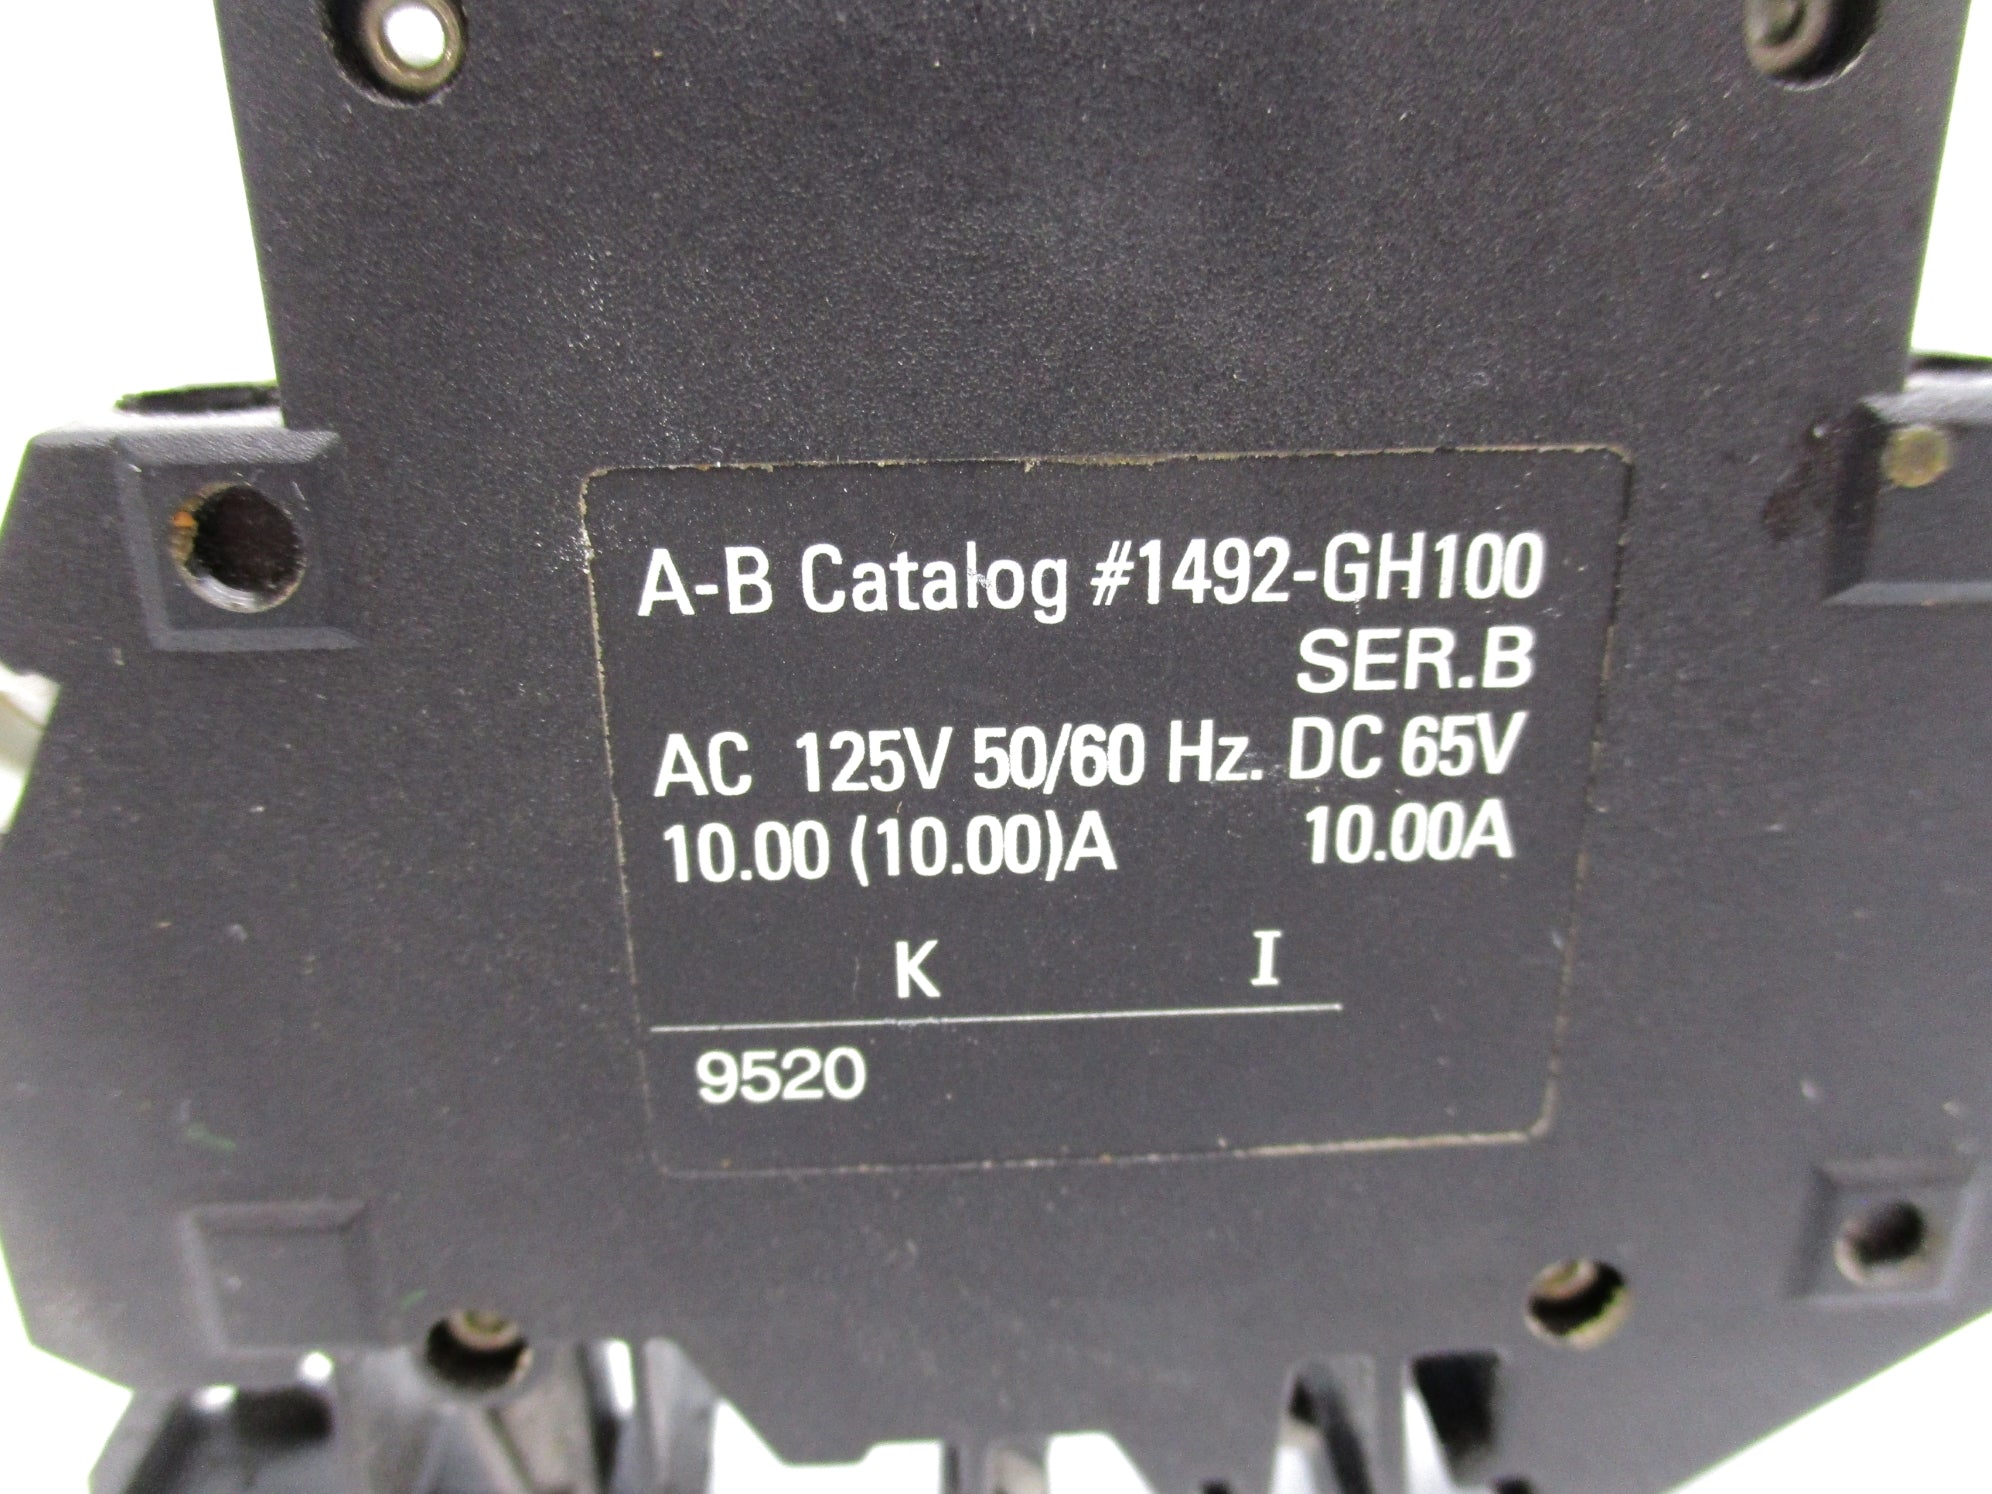 A-B Catalog #1492-GH100
SER.B
AC 125V 50/60 Hz. DC 65V
10.00 (10.00)A 10.00A
K I
9520